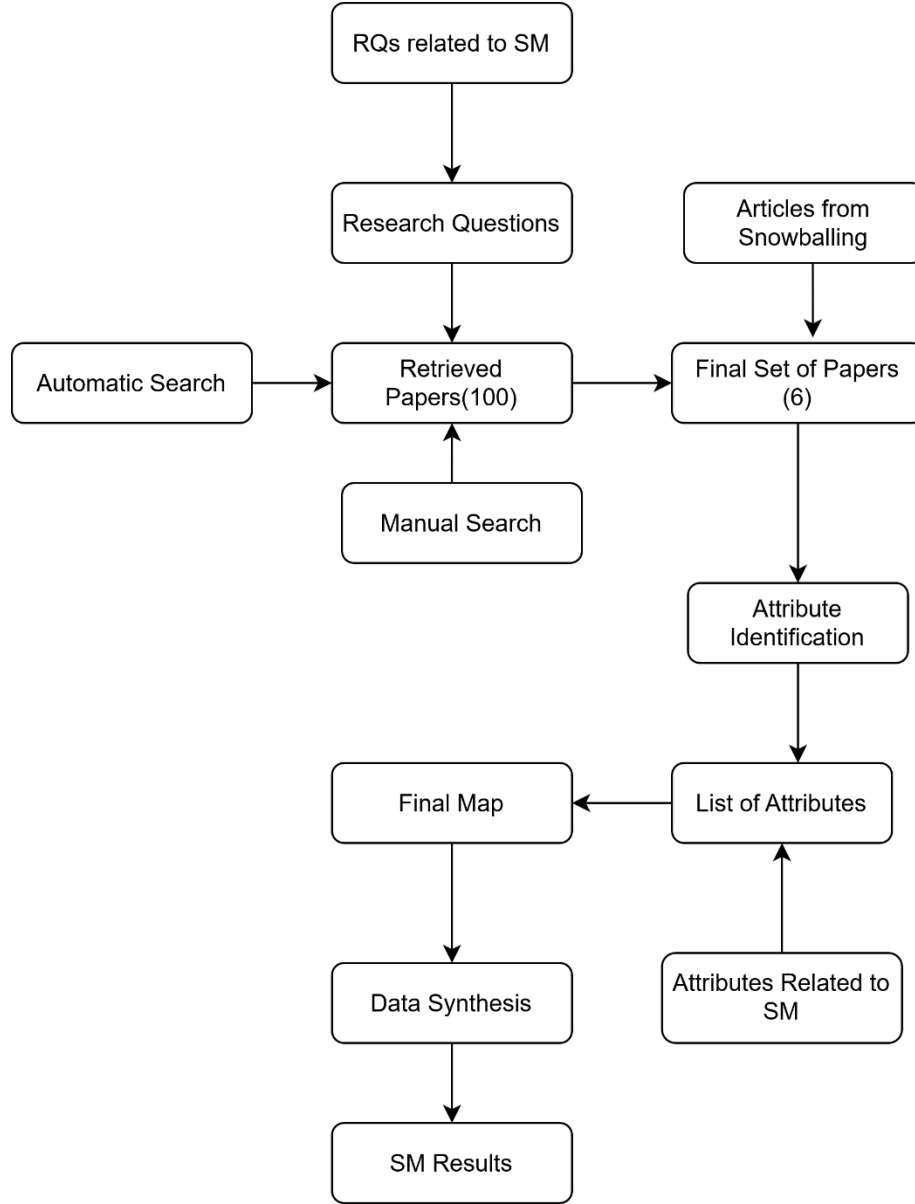 RQs related to SM
Research Questions
Articles from
Snowballing
Automatic Search
Retrieved
Papers(100)
Final Set of Papers
(6)
Manual Search
Attribute
Identification
Final Map
List of Attributes
Data Synthesis
Attributes Related to
SM
SM Results